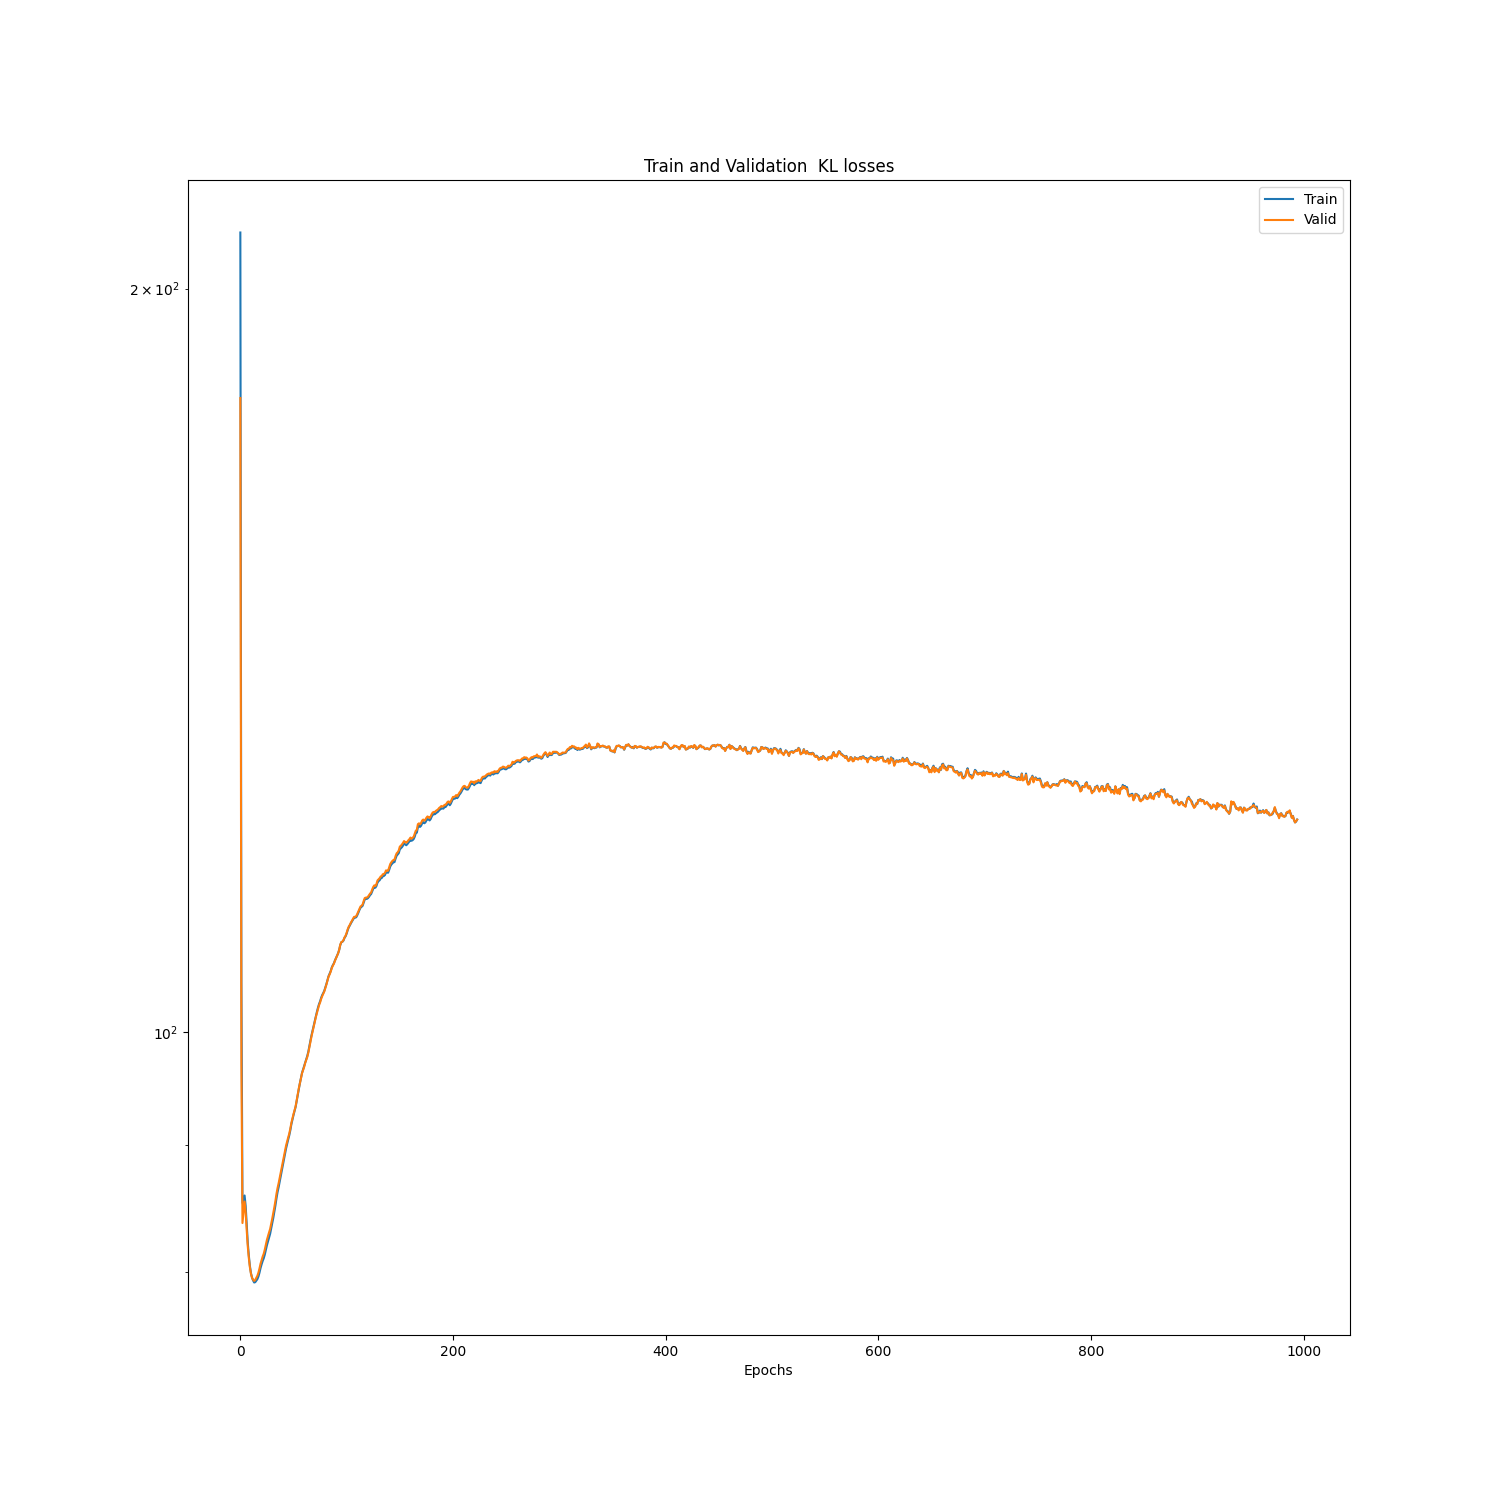 Train and Validation  KL losses
Train
Valid
2 × 10²
10²
0 200 400 600 800 1000
Epochs